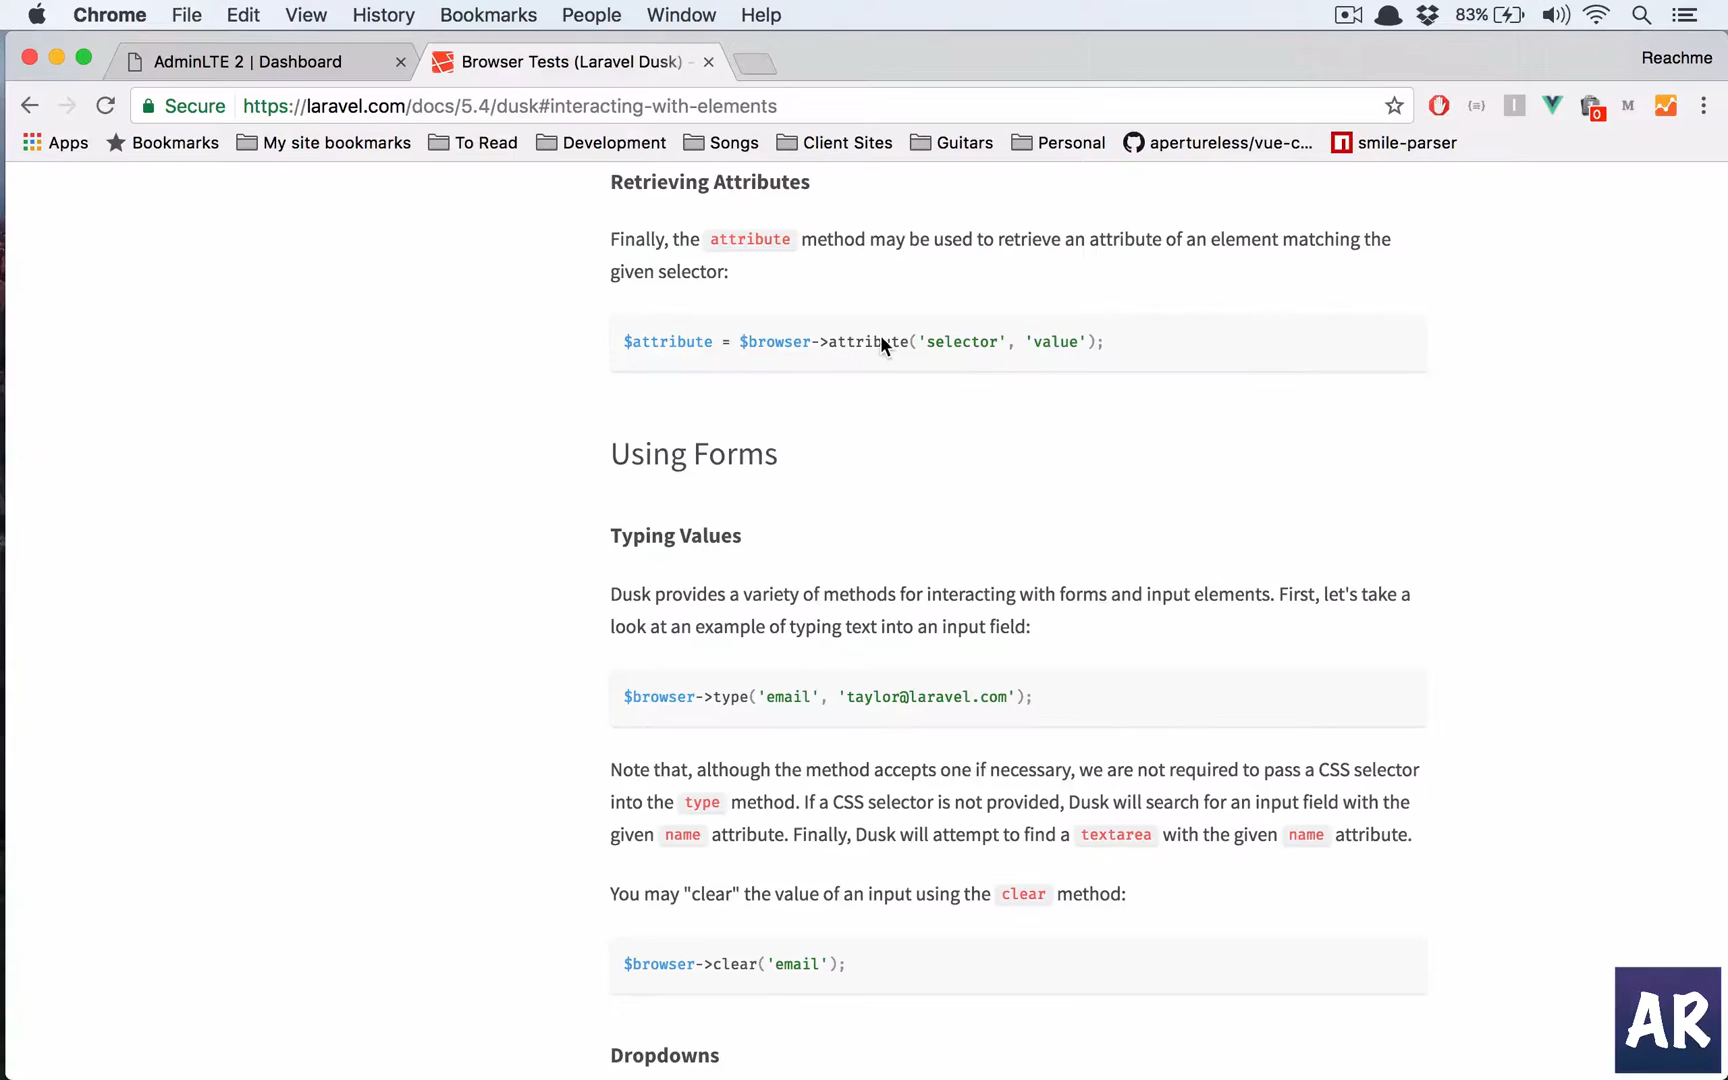 Chrome File Edit View History Bookmarks People Window Help 83%
AdminLTE 2 | Dashboard Browser Tests (Laravel Dusk) - Reachme
Secure https://laravel.com/docs/5.4/dusk#interacting-with-elements 0 M
Apps Bookmarks My site bookmarks To Read Development Songs Client Sites Guitars Personal apertureless/vue-c... smile-parser
Retrieving Attributes
Finally, the attribute method may be used to retrieve an attribute of an element matching the
given selector:
$attribute = $browser->attribute('selector', 'value');
Using Forms
Typing Values
Dusk provides a variety of methods for interacting with forms and input elements. First, let's take a
look at an example of typing text into an input field:
$browser->type('email', 'taylor@laravel.com');
Note that, although the method accepts one if necessary, we are not required to pass a CSS selector
into the type method. If a CSS selector is not provided, Dusk will search for an input field with the
given name attribute. Finally, Dusk will attempt to find a textarea with the given name attribute.
You may "clear" the value of an input using the clear method:
$browser->clear('email');
Dropdowns
AR